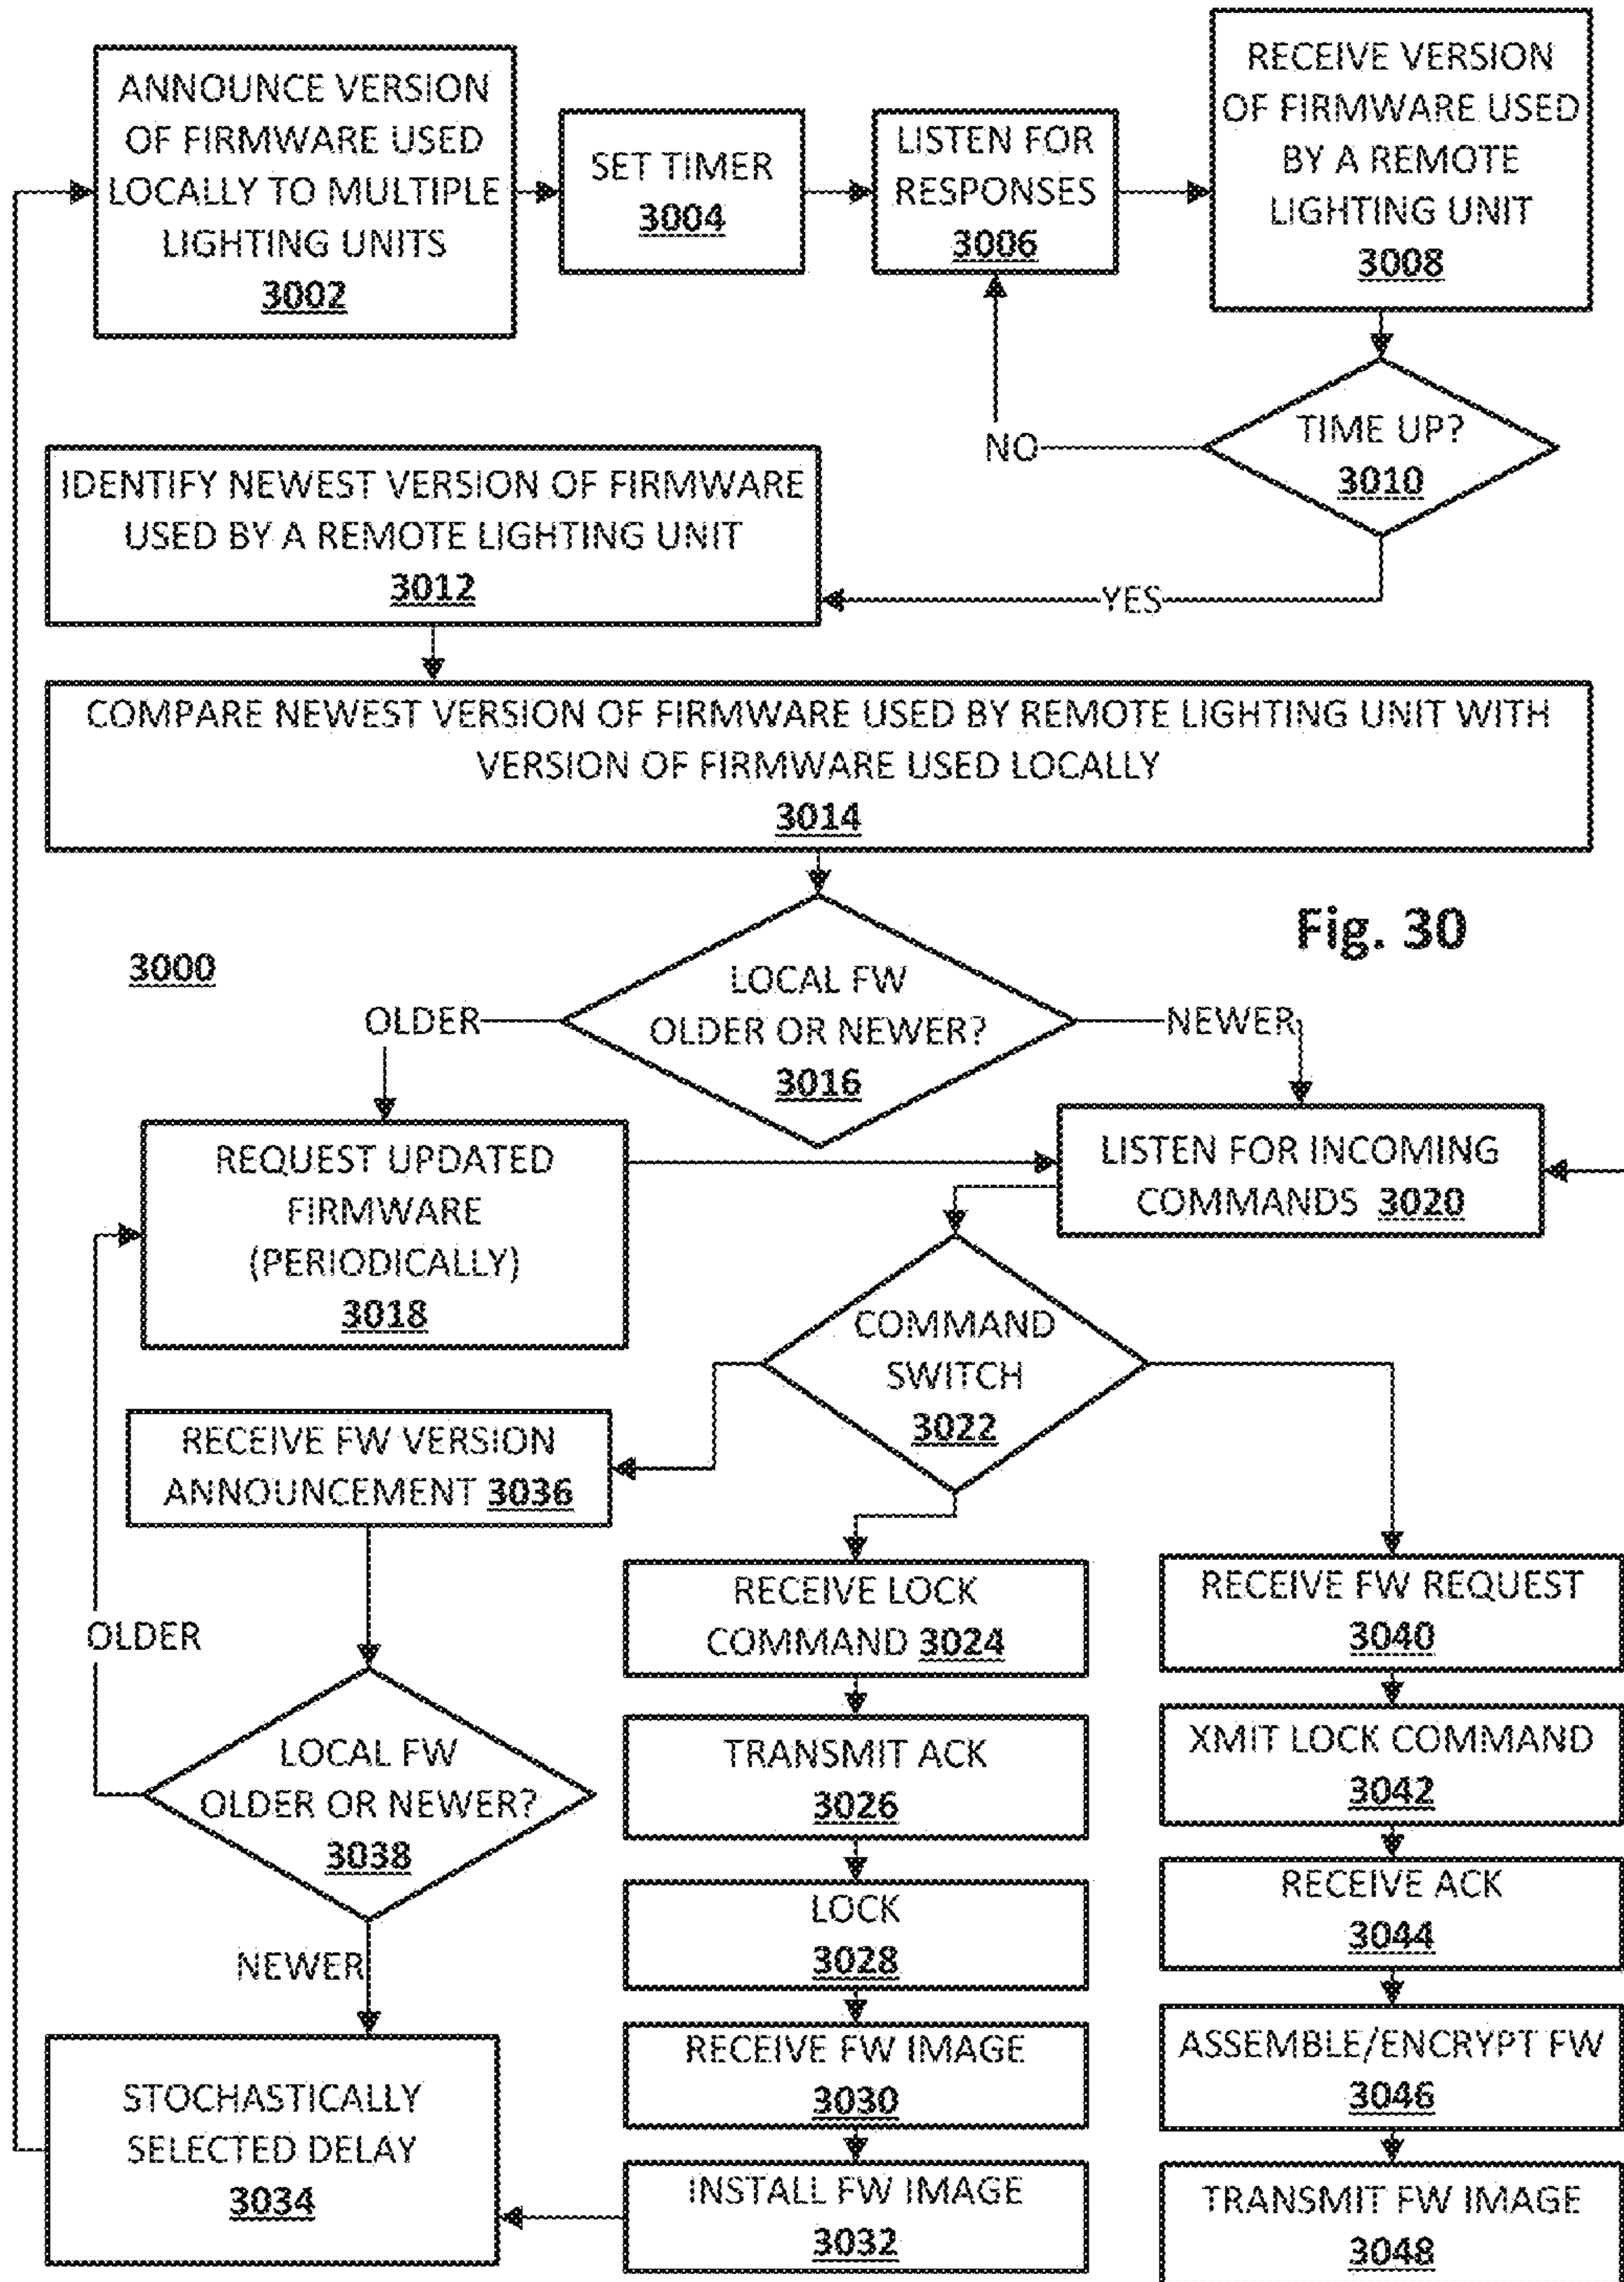 ANNOUNCE VERSION
OF FIRMWARE USED
LOCALLY TO MULTIPLE
LIGHTING UNITS
3002
SET TIMER
3004
LISTEN FOR
RESPONSES
3006
RECEIVE VERSION
OF FIRMWARE USED
BY A REMOTE
LIGHTING UNIT
3008
TIME UP?
3010
NO
YES
IDENTIFY NEWEST VERSION OF FIRMWARE
USED BY A REMOTE LIGHTING UNIT
3012
COMPARE NEWEST VERSION OF FIRMWARE USED BY REMOTE LIGHTING UNIT WITH
VERSION OF FIRMWARE USED LOCALLY
3014
Fig. 30
3000
LOCAL FW
OLDER OR NEWER?
3016
OLDER
NEWER
REQUEST UPDATED
FIRMWARE
(PERIODICALLY)
3018
LISTEN FOR INCOMING
COMMANDS 3020
COMMAND
SWITCH
3022
RECEIVE FW VERSION
ANNOUNCEMENT 3036
OLDER
LOCAL FW
OLDER OR NEWER?
3038
NEWER
STOCHASTICALLY
SELECTED DELAY
3034
RECEIVE LOCK
COMMAND 3024
TRANSMIT ACK
3026
LOCK
3028
RECEIVE FW IMAGE
3030
INSTALL FW IMAGE
3032
RECEIVE FW REQUEST
3040
XMIT LOCK COMMAND
3042
RECEIVE ACK
3044
ASSEMBLE/ENCRYPT FW
3046
TRANSMIT FW IMAGE
3048